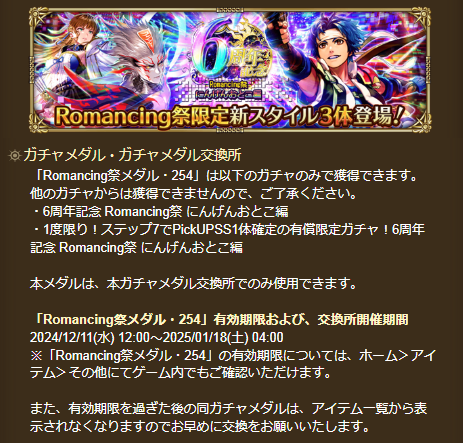 6周年
Romancing祭
にんげんおとこ編
Romancing祭限定新スタイル3体登場!
ガチャメダル・ガチャメダル交換所
「Romancing祭メダル・254」は以下のガチャのみで獲得できます。
他のガチャからは獲得できませんので、ご了承ください。
・6周年記念 Romancing祭 にんげんおとこ編
・1度限り！ステップ7でPickUPSS1体確定の有償限定ガチャ！6周年
記念 Romancing祭 にんげんおとこ編
本メダルは、本ガチャメダル交換所でのみ使用できます。
「Romancing祭メダル・254」有効期限および、交換所開催期間
2024/12/11(水) 12:00～2025/01/18(土) 04:00
※「Romancing祭メダル・254」の有効期限については、ホーム＞アイ
テム＞その他にてゲーム内でもご確認いただけます。
また、有効期限を過ぎた後の同ガチャメダルは、アイテム一覧から表
示されなくなりますのでお早めに交換をお願いいたします。